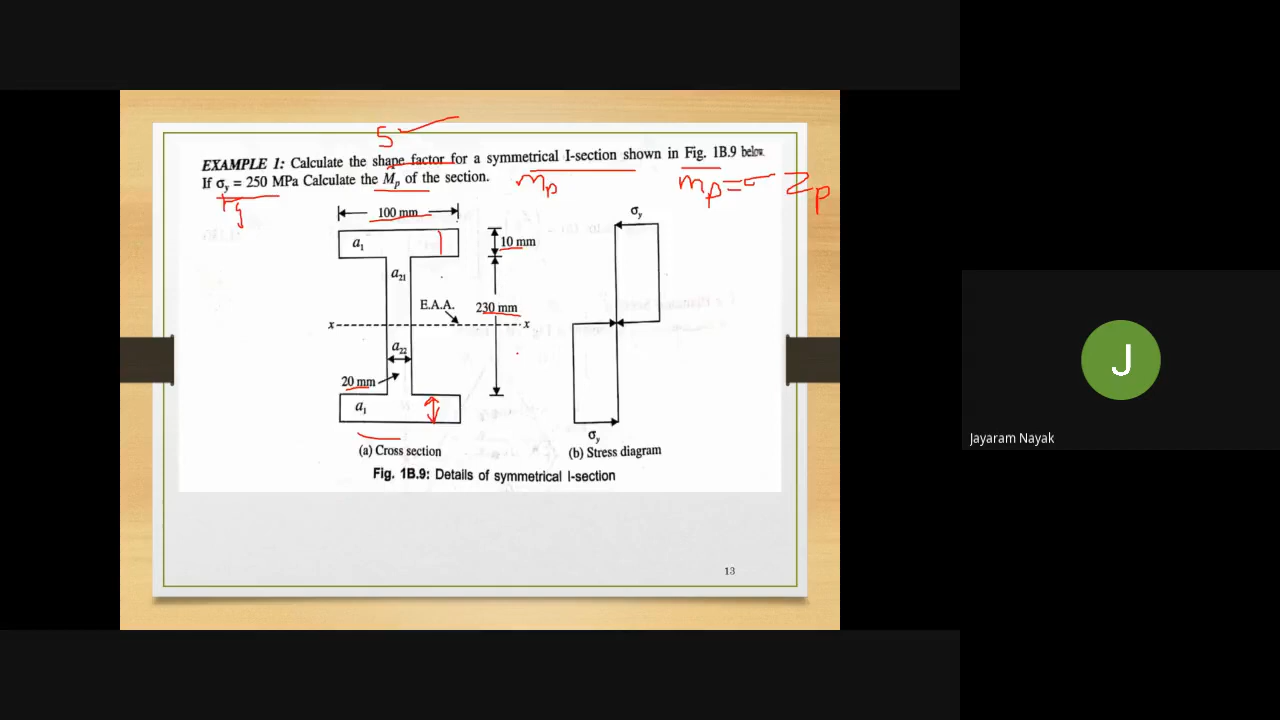 5
EXAMPLE 1: Calculate the shape factor for a symmetrical I-section shown in Fig. 1B.9 below.
If σy = 250 MPa Calculate the Mp of the section.
mp
mp = σ Zp
fy
100 mm
σy
a1
10 mm
a21
E.A.A.
230 mm
x
x
a22
20 mm
a1
σy
(a) Cross section
(b) Stress diagram
Fig. 1B.9: Details of symmetrical I-section
13
J
Jayaram Nayak